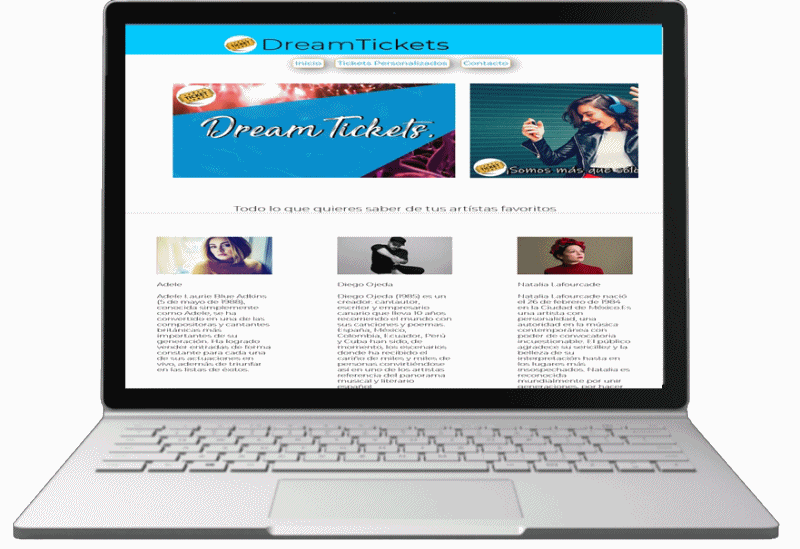 DreamTickets
Inicio Tickets Personalizados Contacto
Dream Tickets.
¡Somos más que solo
Todo lo que quieres saber de tus artístas favoritos
Adele
Adele Laurie Blue Adkins
(5 de mayo de 1988),
conocida simplemente
como Adele, se ha
convertido en una de las
compositoras y cantantes
británicas más
importantes de su
generación. Ha logrado
vender entradas de forma
constante para cada una
de sus actuaciones en
vivo, además de triunfar
en las listas de éxitos.
Diego Ojeda
Diego Ojeda (1985) es un
creador, cantautor,
escritor y empresario
canario que lleva 10 años
recorriendo el mundo con
sus canciones y poemas.
España, México,
Colombia, Ecuador, Perú
y Cuba han sido, de
momento, los escenarios
donde ha recibido el
cariño de miles y miles de
personas convirtiéndose
así en uno de los artistas
referencia del panorama
musical y literario
español
Natalia Lafourcade
Natalia Lafourcade nació
el 26 de febrero de 1984
en la Ciudad de México.Es
una artista con
personalidad, una
autoridad en la música
contemporánea con
poder de convocatoria
incuestionable. El público
agradece su sencillez y la
belleza de su
interpretación hasta en
los lugares más
insospechados. Natalia es
reconocida
mundialmente por unir
generaciones, por hacer